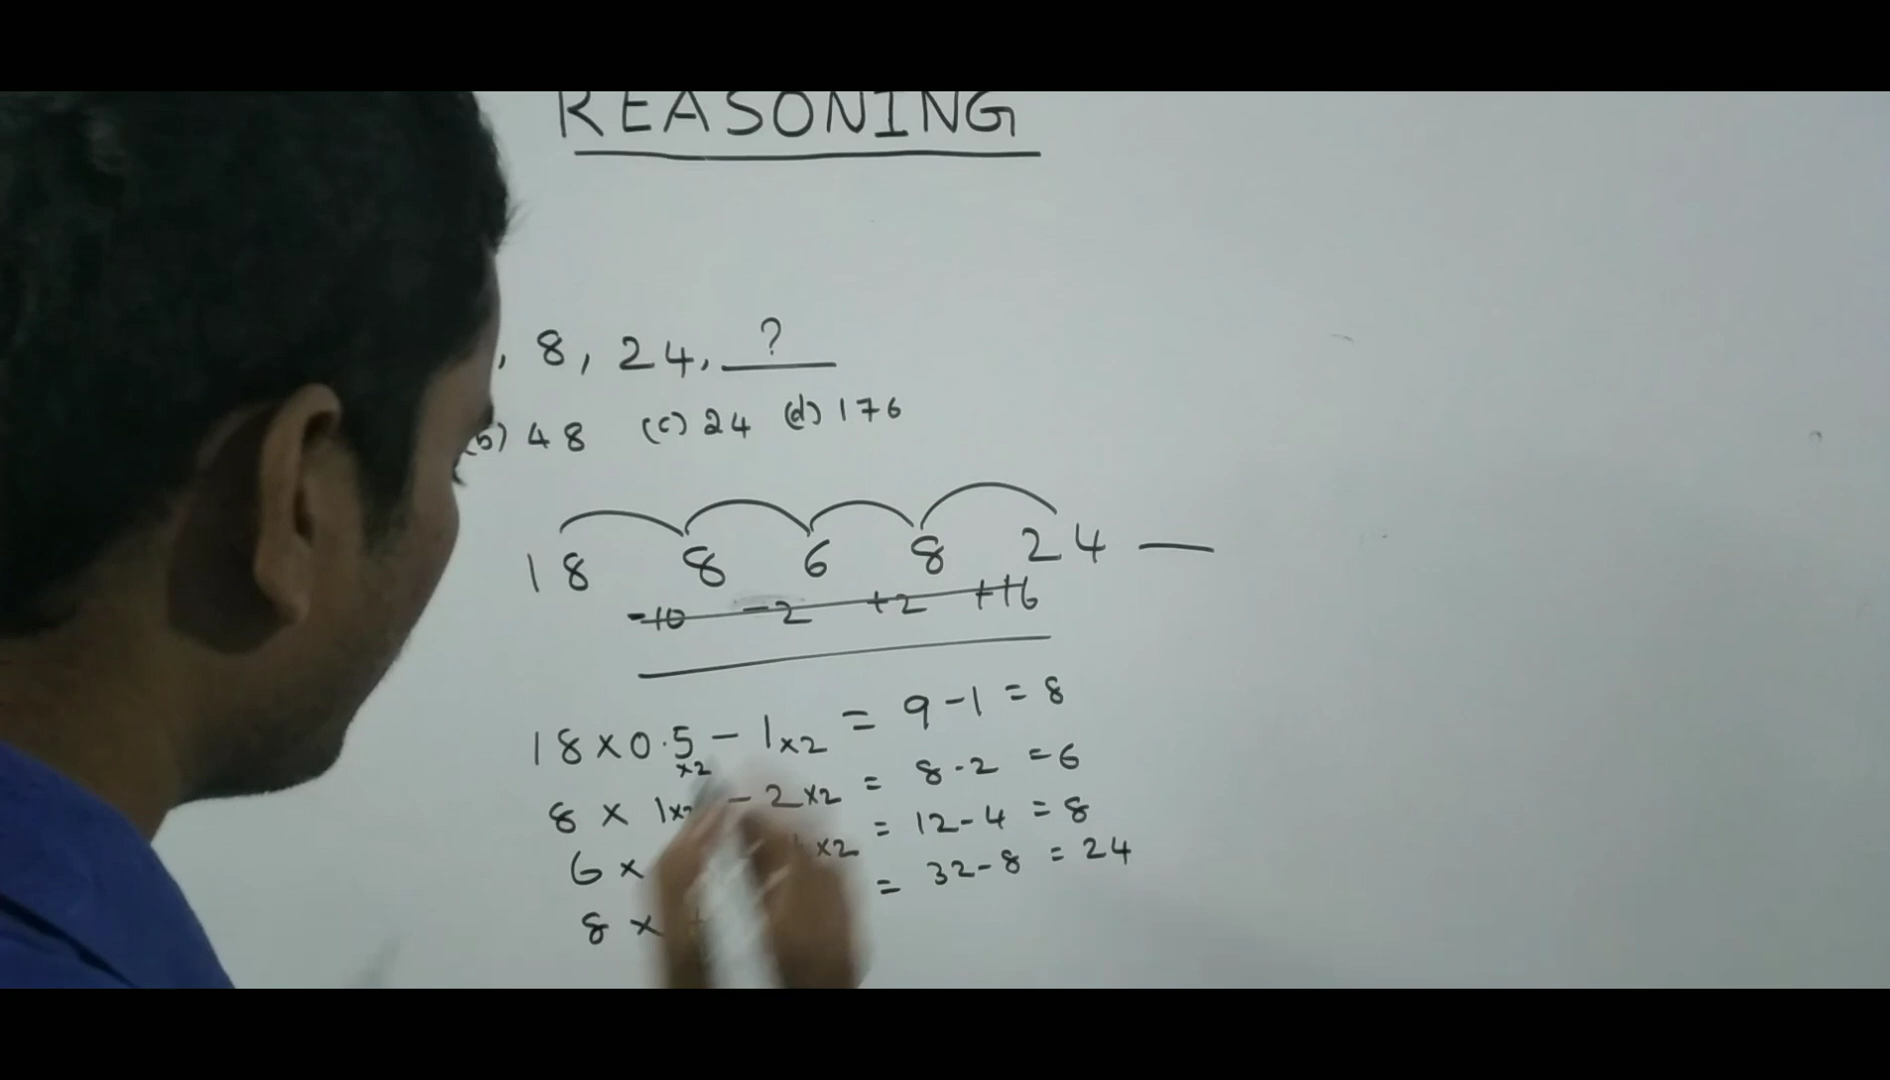 REASONING
, 8, 24, ?
(b) 48 (c) 24 (d) 176
18 8 6 8 24
-10 -2 +2 +16
18 × 0.5 - 1×2 = 9 - 1 = 8
×2
8 × 1× - 2×2 = 8 - 2 = 6
6 × ×2 = 12 - 4 = 8
8 × = 32 - 8 = 24